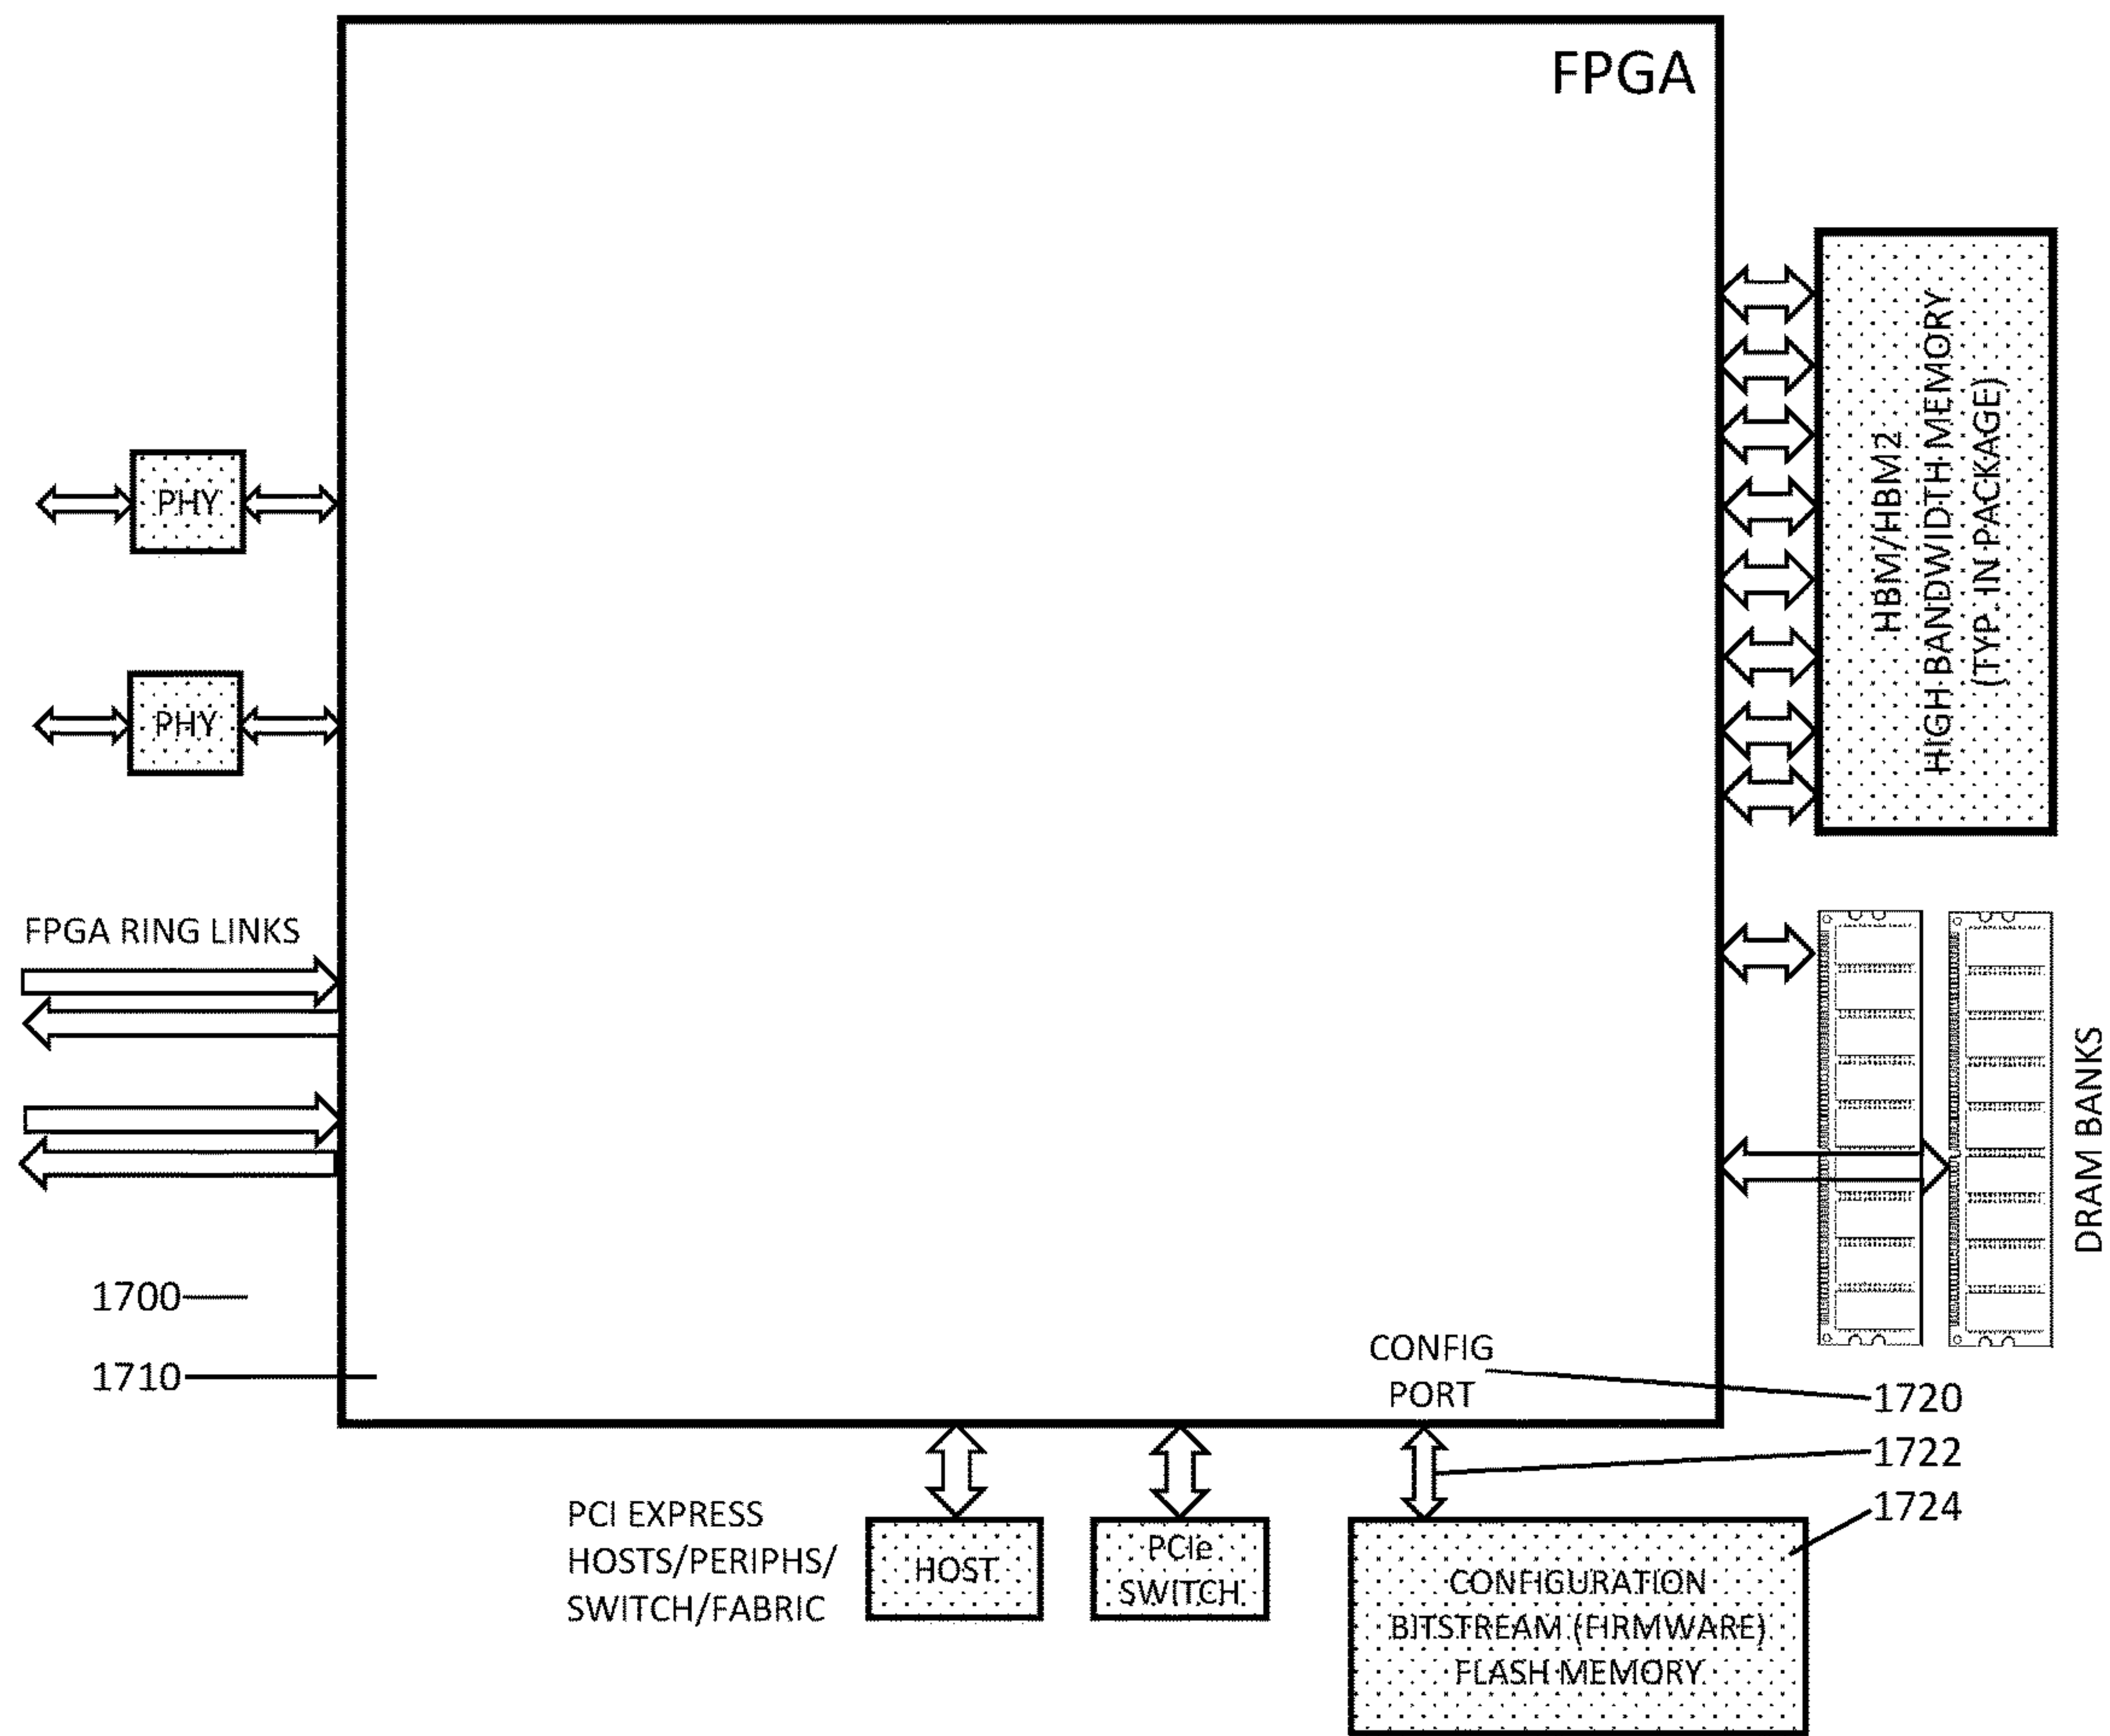 FPGA
PHY
PHY
FPGA RING LINKS
HBM/HBM2
HIGH BANDWIDTH MEMORY
(TYP. IN PACKAGE)
DRAM BANKS
1700
1710
CONFIG
PORT
1720
1722
1724
PCI EXPRESS
HOSTS/PERIPHS/
SWITCH/FABRIC
HOST
PCIe
SWITCH
CONFIGURATION
BITSTREAM (FIRMWARE)
FLASH MEMORY